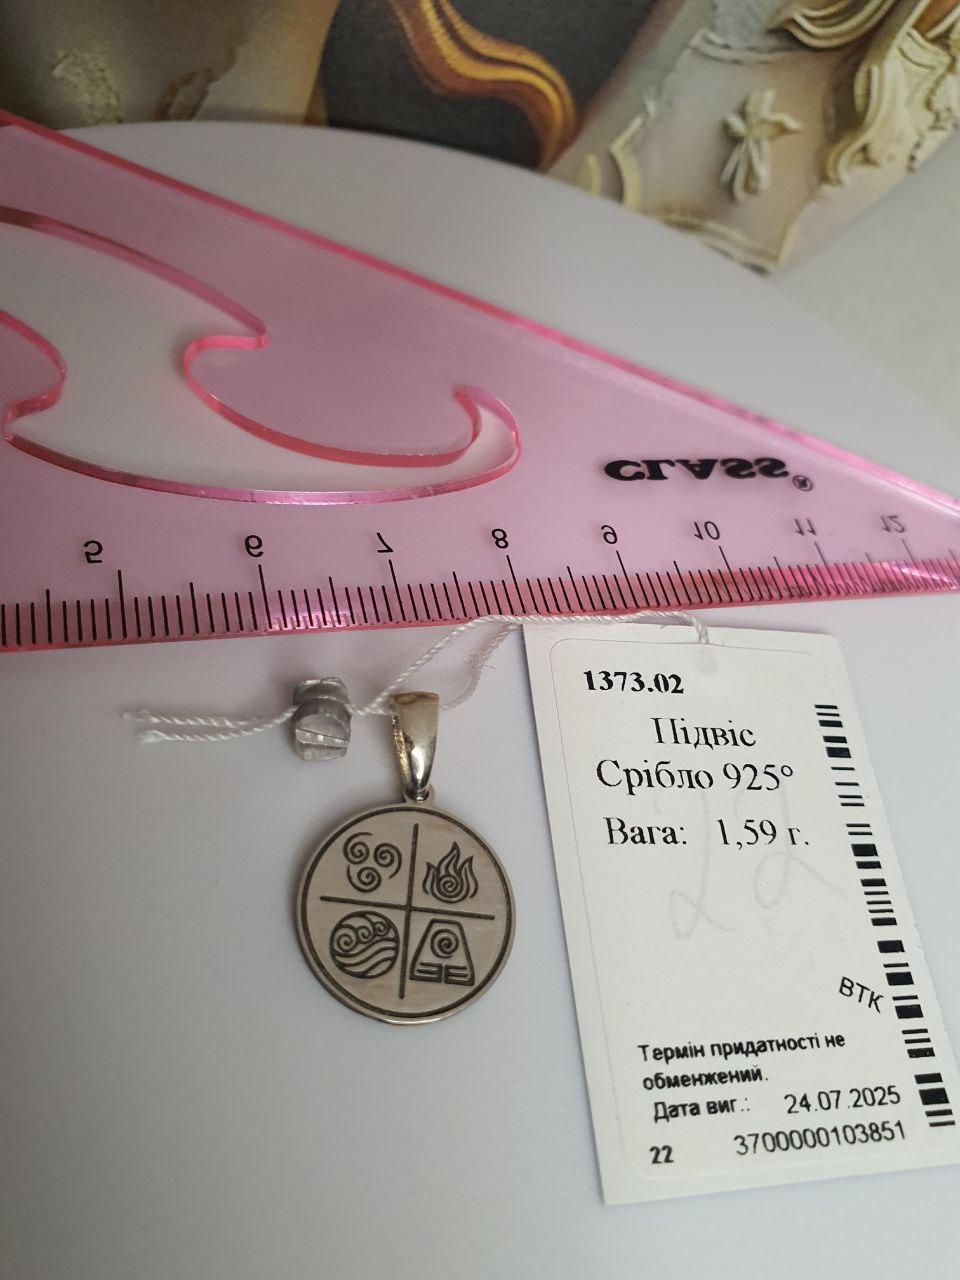 CLASS®
5 6 7 8 9 10 11 12
1373.02
Підвіс
Срібло 925°
Вага: 1,59 г.
22
ВТК
Термін придатності не
обмежений.
Дата виг.: 24.07.2025
22 3700000103851